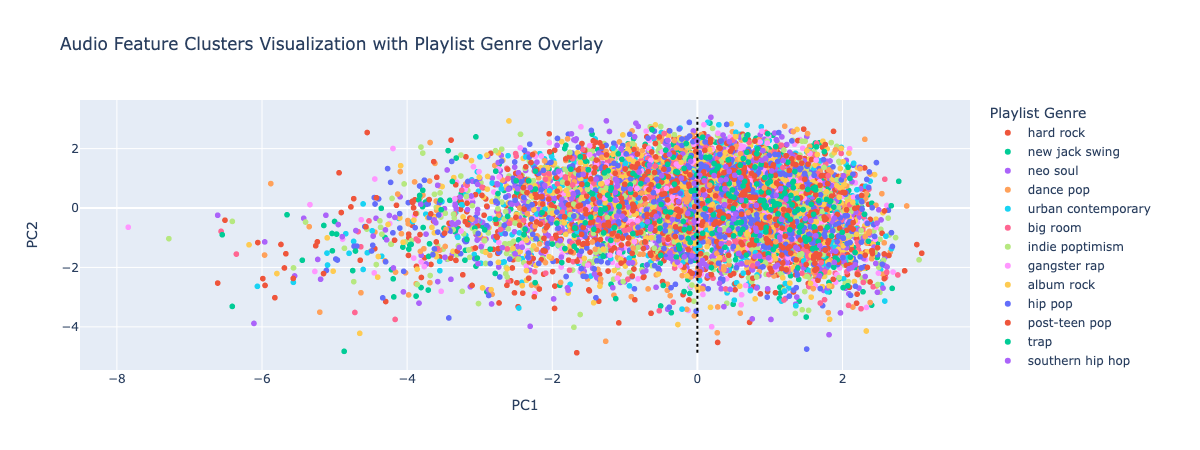 Audio Feature Clusters Visualization with Playlist Genre Overlay
Playlist Genre
hard rock
new jack swing
neo soul
dance pop
urban contemporary
big room
indie poptimism
gangster rap
album rock
hip pop
post-teen pop
trap
southern hip hop
PC2
2
0
−2
−4
−8
−6
−4
−2
0
2
PC1